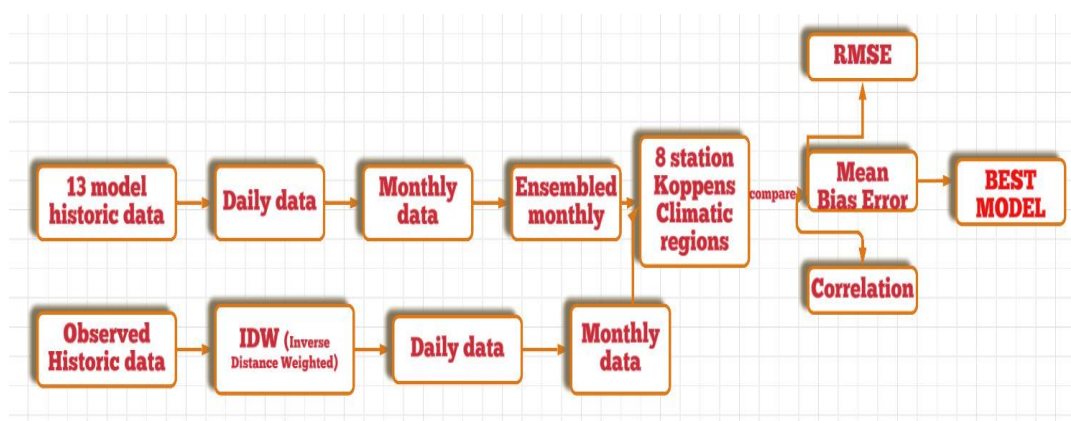 13 model
historic data
Daily data
Monthly
data
Ensembled
monthly
8 station
Koppens
Climatic
regions
compare
RMSE
Mean
Bias Error
Correlation
BEST
MODEL
Observed
Historic data
IDW (Inverse
Distance Weighted)
Daily data
Monthly
data